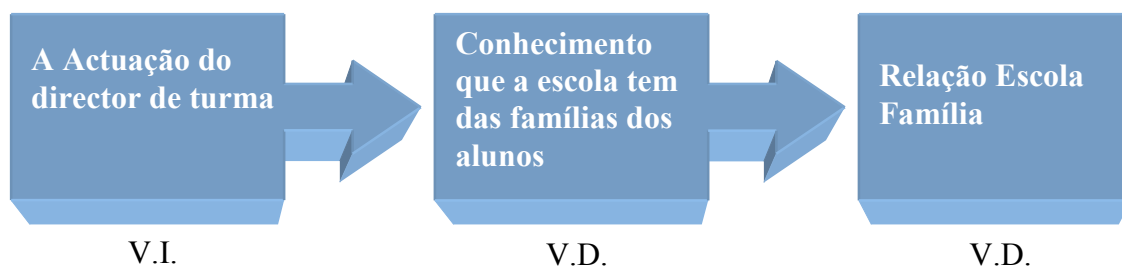 A Actuação do
director de turma
Conhecimento
que a escola tem
das famílias dos
alunos
Relação Escola
Família
V.I.
V.D.
V.D.